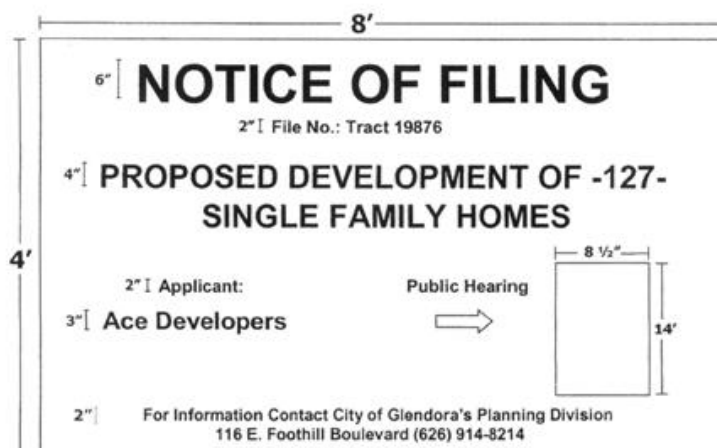 8'
6" NOTICE OF FILING
2" File No.: Tract 19876
4" PROPOSED DEVELOPMENT OF -127-
SINGLE FAMILY HOMES
4'
8 ½"
2" Applicant: Public Hearing
3" Ace Developers
14'
2" For Information Contact City of Glendora's Planning Division
116 E. Foothill Boulevard (626) 914-8214